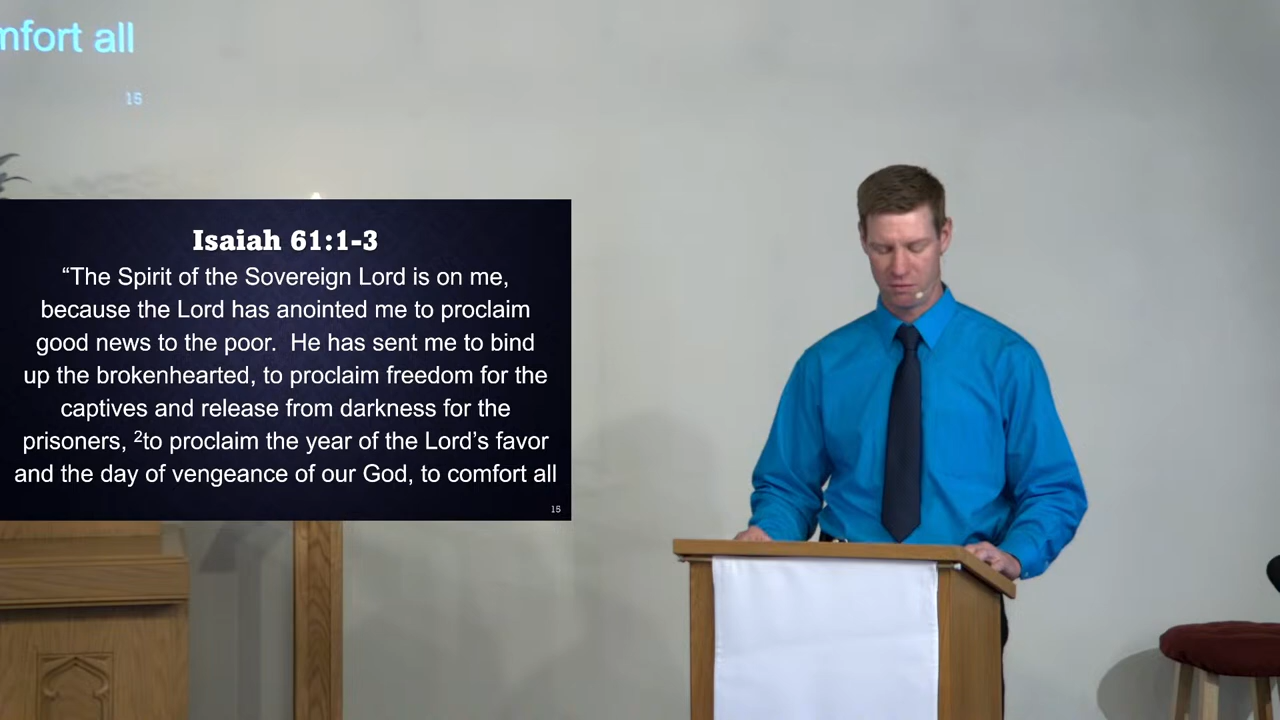 mfort all
15
Isaiah 61:1-3
“The Spirit of the Sovereign Lord is on me,
because the Lord has anointed me to proclaim
good news to the poor.  He has sent me to bind
up the brokenhearted, to proclaim freedom for the
captives and release from darkness for the
prisoners, ²to proclaim the year of the Lord’s favor
and the day of vengeance of our God, to comfort all
15